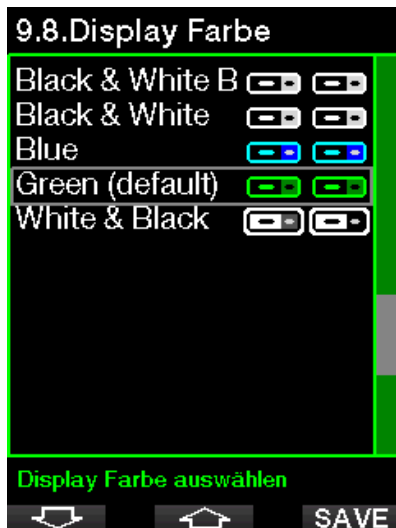 9.8.Display Farbe
Black & White B
Black & White
Blue
Green (default)
White & Black
Display Farbe auswählen
SAVE